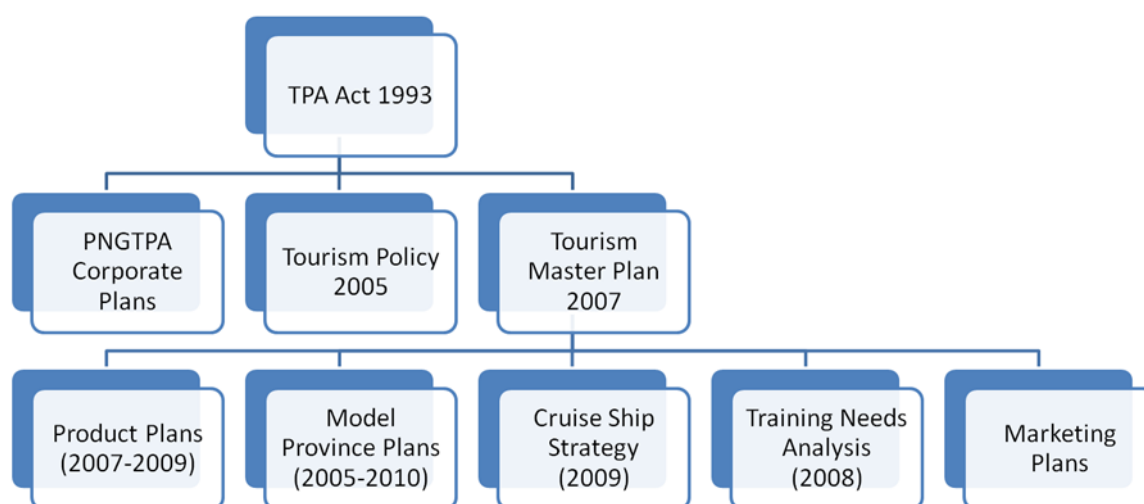 TPA Act 1993
PNGTPA
Corporate
Plans
Tourism Policy
2005
Tourism
Master Plan
2007
Product Plans
(2007-2009)
Model
Province Plans
(2005-2010)
Cruise Ship
Strategy
(2009)
Training Needs
Analysis
(2008)
Marketing
Plans